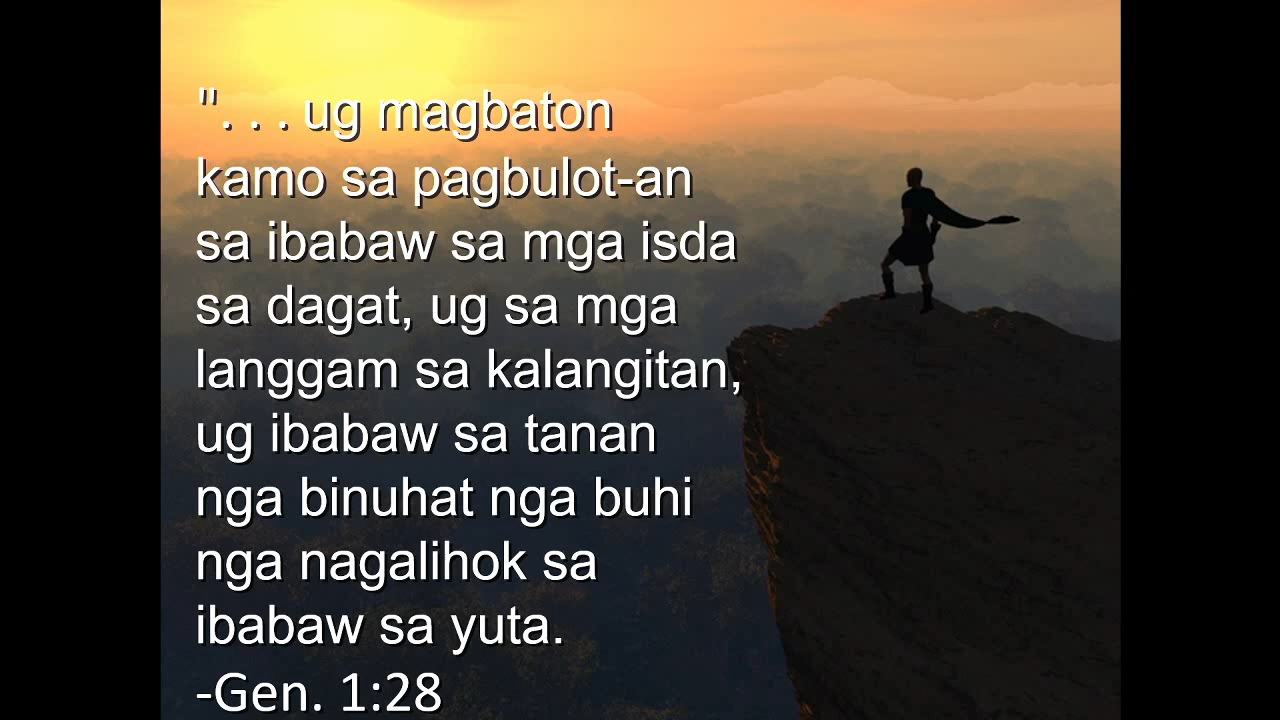 ". . . ug magbaton
kamo sa pagbulot-an
sa ibabaw sa mga isda
sa dagat, ug sa mga
langgam sa kalangitan,
ug ibabaw sa tanan
nga binuhat nga buhi
nga nagalihok sa
ibabaw sa yuta.
-Gen. 1:28